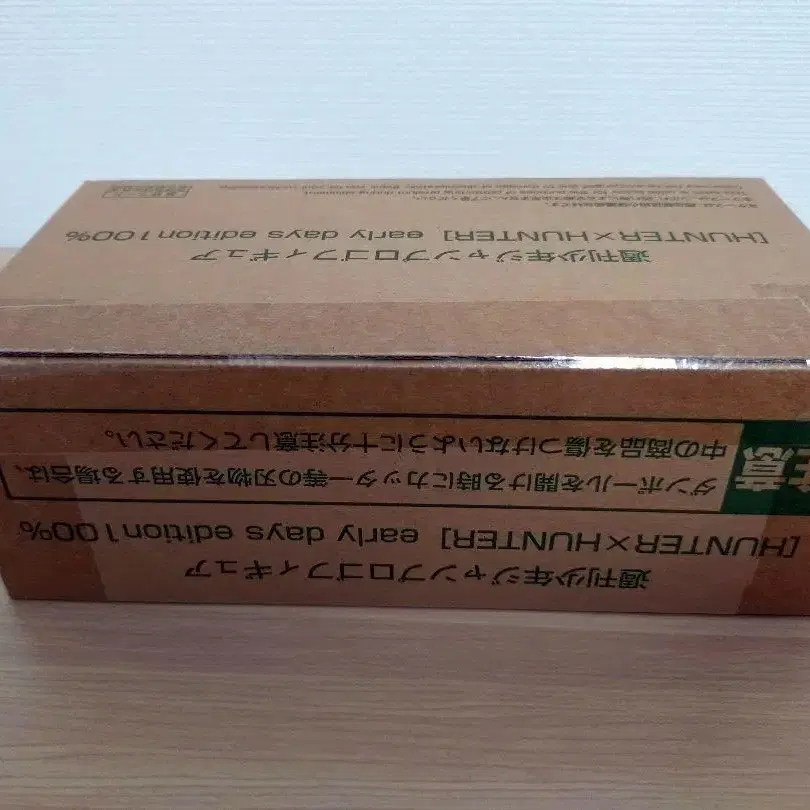 週刊少年ジャンプロゴフィギュア
[HUNTER×HUNTER] early days edition100%
注意
ダンボールを開ける時にカッター等の刃物を使用する場合は、
中の商品を傷つけないように十分注意してください。
週刊少年ジャンプロゴフィギュア
[HUNTER×HUNTER] early days edition100%